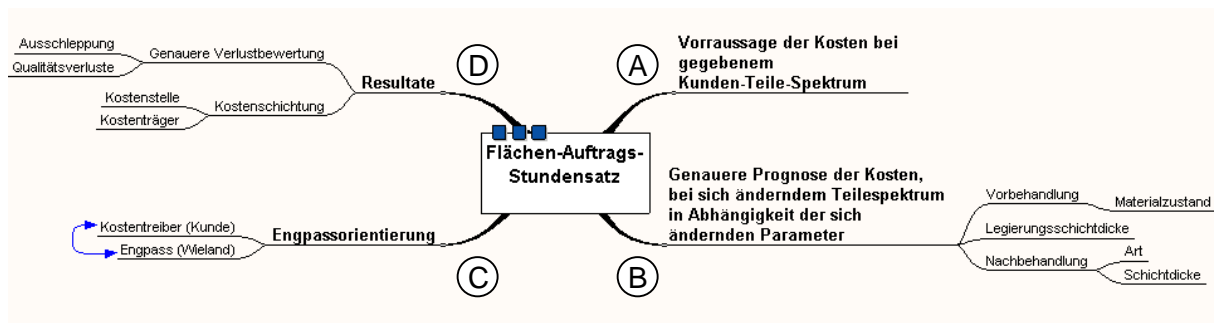 Flächen-Auftrags-
Stundensatz
A
Vorraussage der Kosten bei
gegebenem
Kunden-Teile-Spektrum
B
Genauere Prognose der Kosten,
bei sich änderndem Teilespektrum
in Abhängigkeit der sich
ändernden Parameter
Vorbehandlung
Materialzustand
Legierungsschichtdicke
Nachbehandlung
Art
Schichtdicke
C
Engpassorientierung
Kostentreiber (Kunde)
Engpass (Wieland)
D
Resultate
Genauere Verlustbewertung
Ausschleppung
Qualitätsverluste
Kostenschichtung
Kostenstelle
Kostenträger